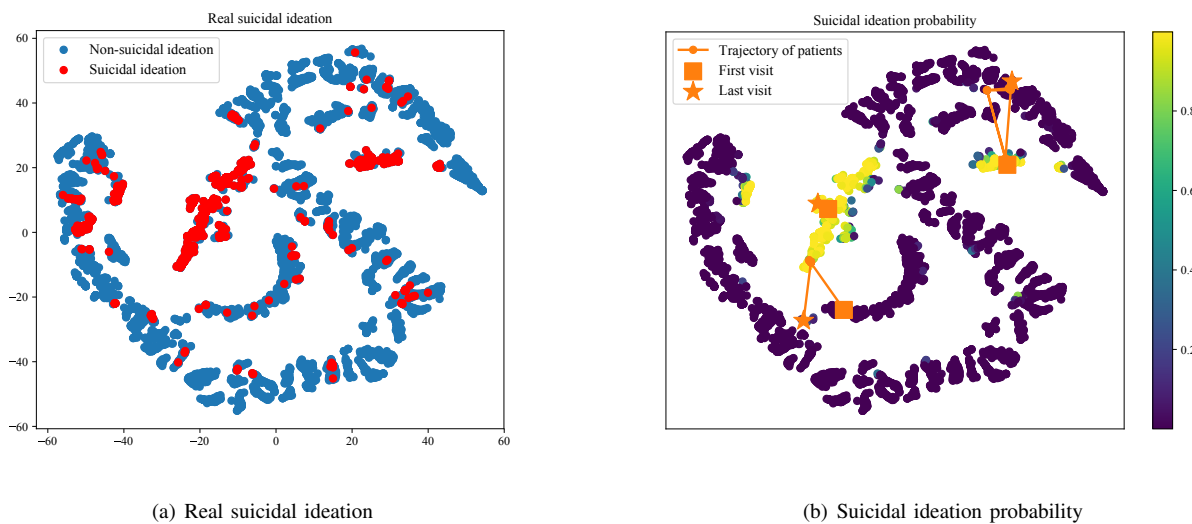 Real suicidal ideation
Non-suicidal ideation
Suicidal ideation
60
40
20
0
−20
−40
−60
−60
−40
−20
0
20
40
60
(a) Real suicidal ideation
Suicidal ideation probability
Trajectory of patients
First visit
Last visit
0.8
0.6
0.4
0.2
(b) Suicidal ideation probability